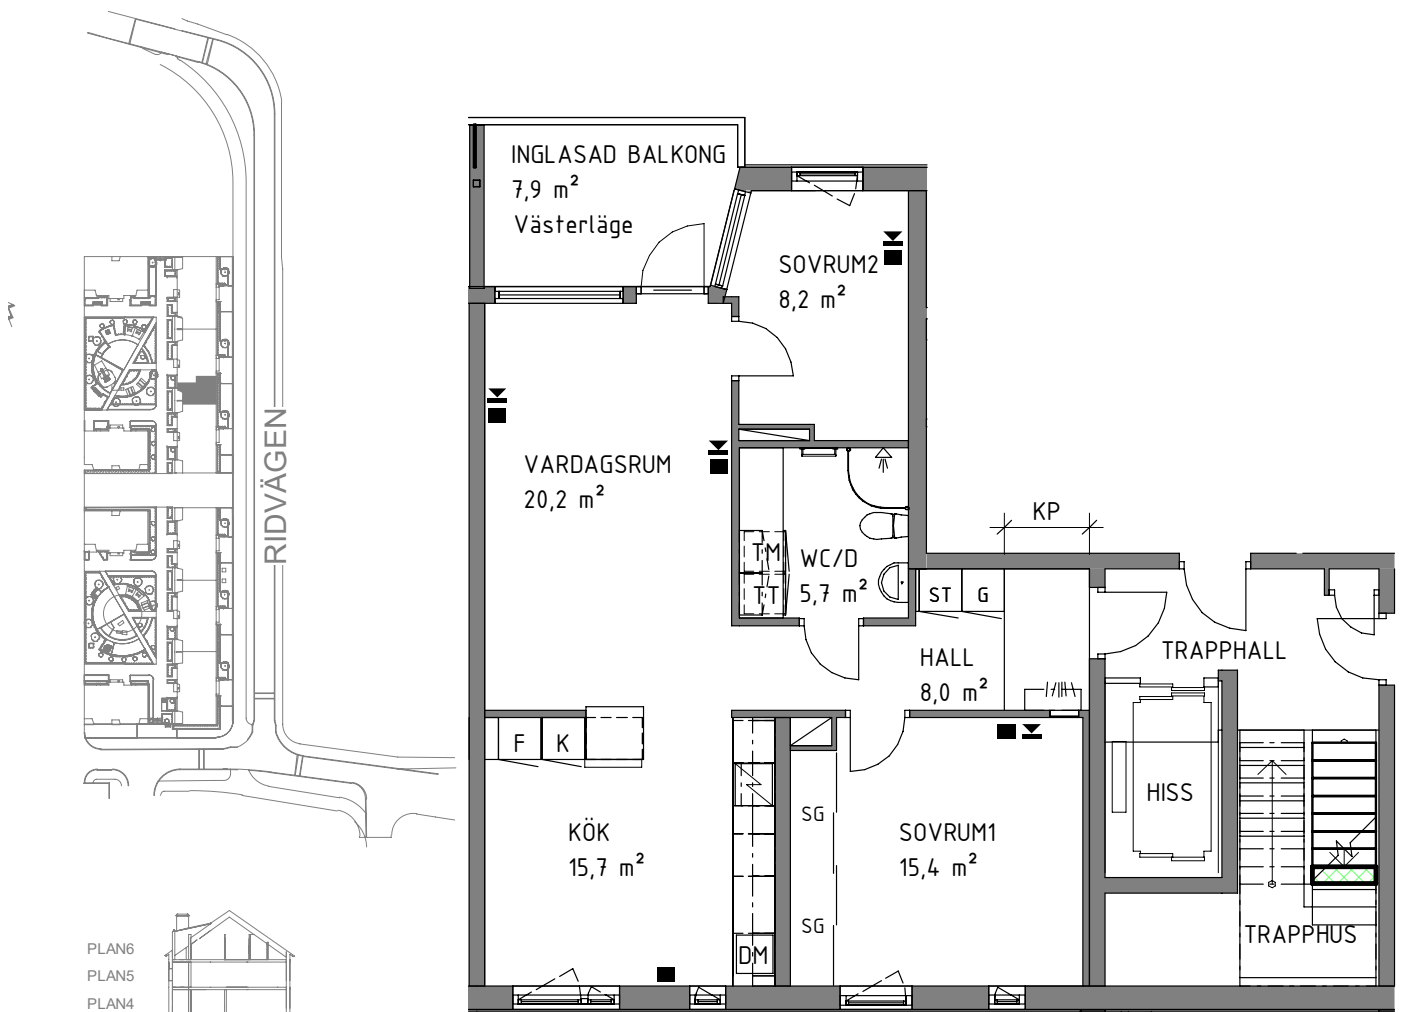 INGLASAD BALKONG
7,9 m²
Västerläge
SOVRUM2
8,2 m²
VARDAGSRUM
20,2 m²
RIDVÄGEN
KP
TM
TT
WC/D
5,7 m²
ST
G
HALL
8,0 m²
TRAPPHALL
F
K
HISS
SG
KÖK
15,7 m²
SOVRUM1
15,4 m²
SG
DM
TRAPPHUS
PLAN6
PLAN5
PLAN4